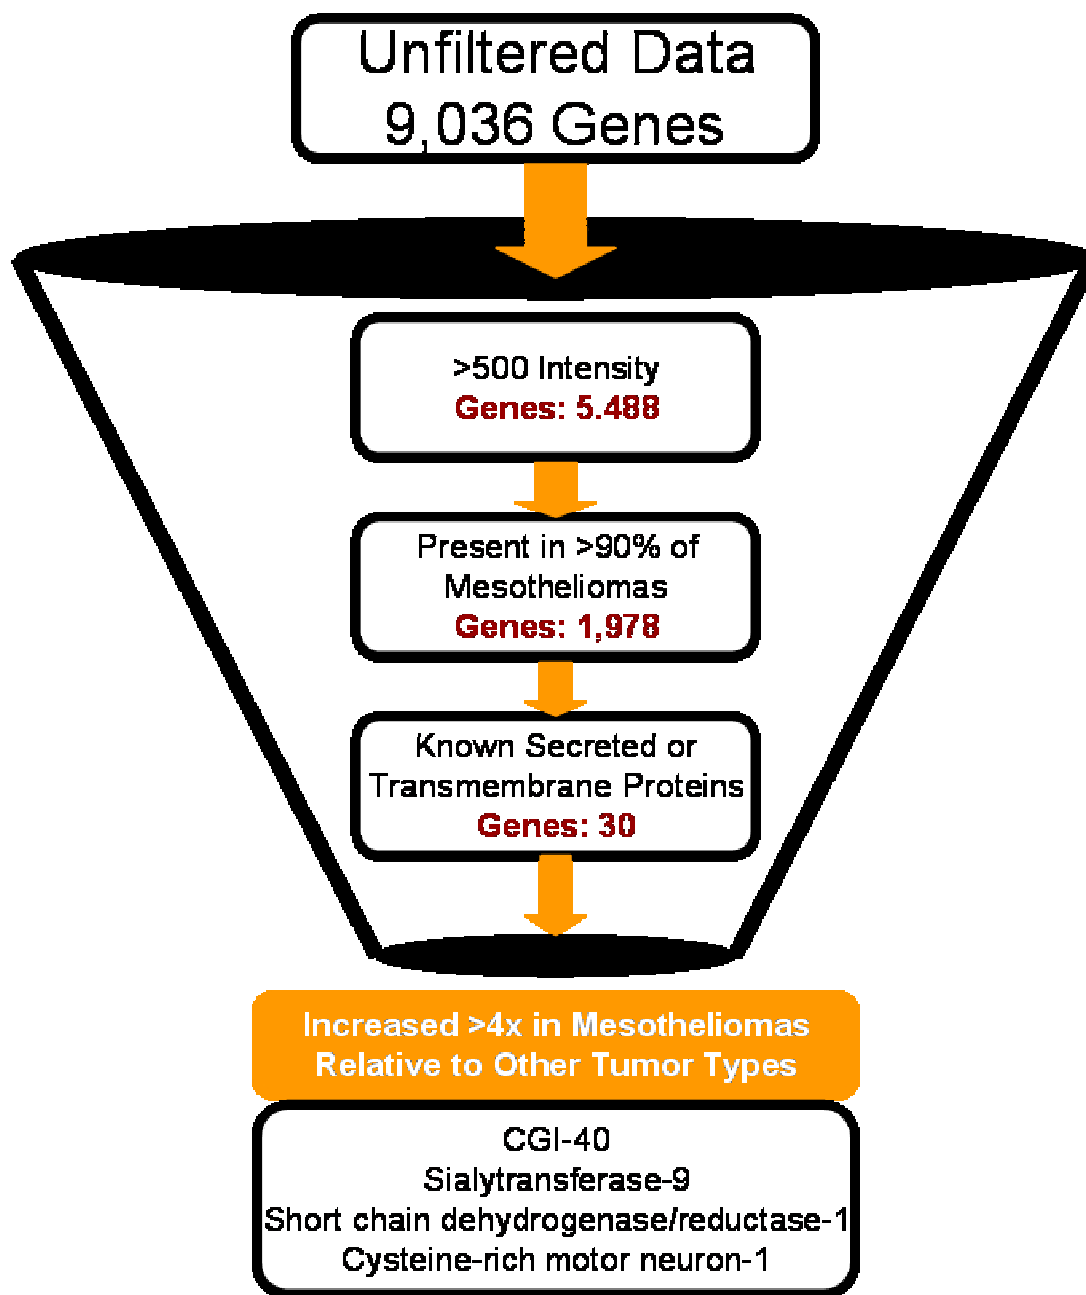 Unfiltered Data
9,036 Genes
>500 Intensity
Genes: 5.488
Present in >90% of
Mesotheliomas
Genes: 1,978
Known Secreted or
Transmembrane Proteins
Genes: 30
Increased >4x in Mesotheliomas
Relative to Other Tumor Types
CGI-40
Sialytransferase-9
Short chain dehydrogenase/reductase-1
Cysteine-rich motor neuron-1